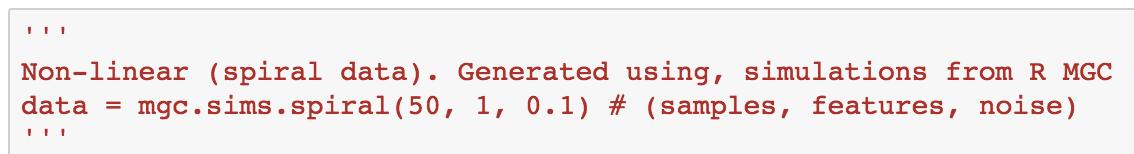 '''
Non-linear (spiral data). Generated using, simulations from R MGC
data = mgc.sims.spiral(50, 1, 0.1) # (samples, features, noise)
'''